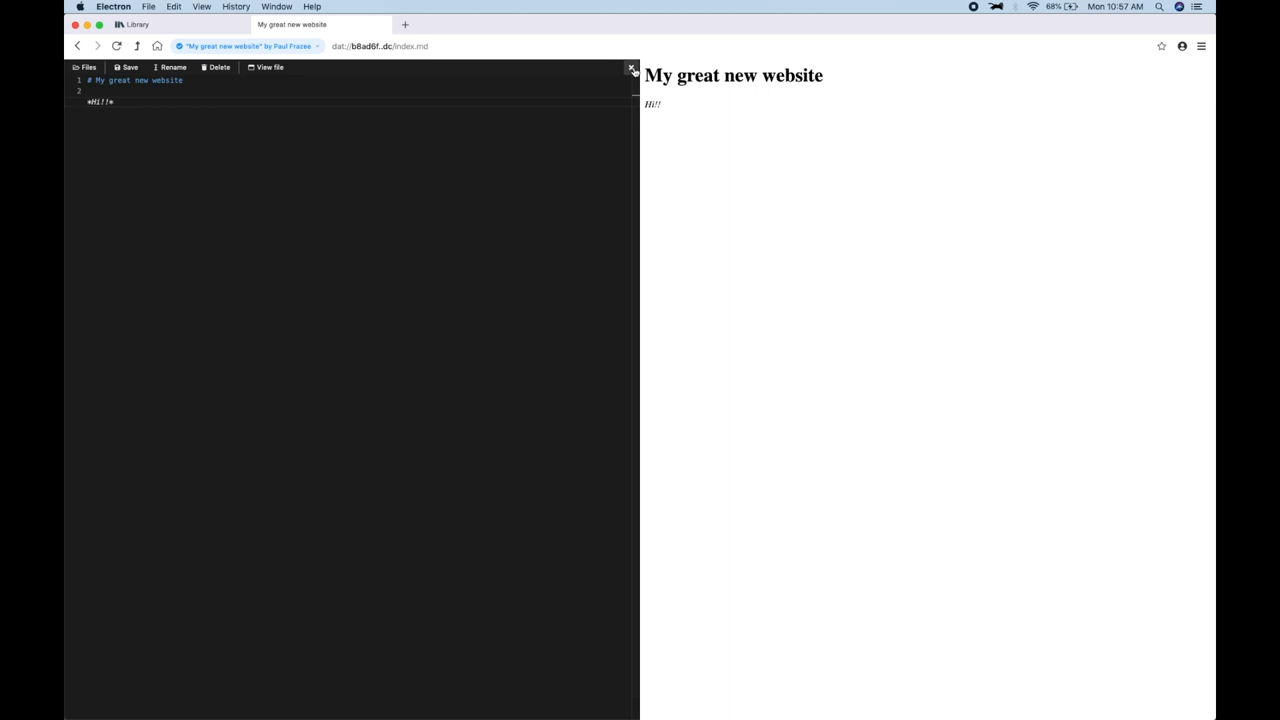 Electron File Edit View History Window Help 68% Mon 10:57 AM
Library My great new website
"My great new website" by Paul Frazee dat://b8ad6f..dc/index.md
Files Save Rename Delete View file
1 # My great new website
2
*Hi!!*
My great new website
Hi!!